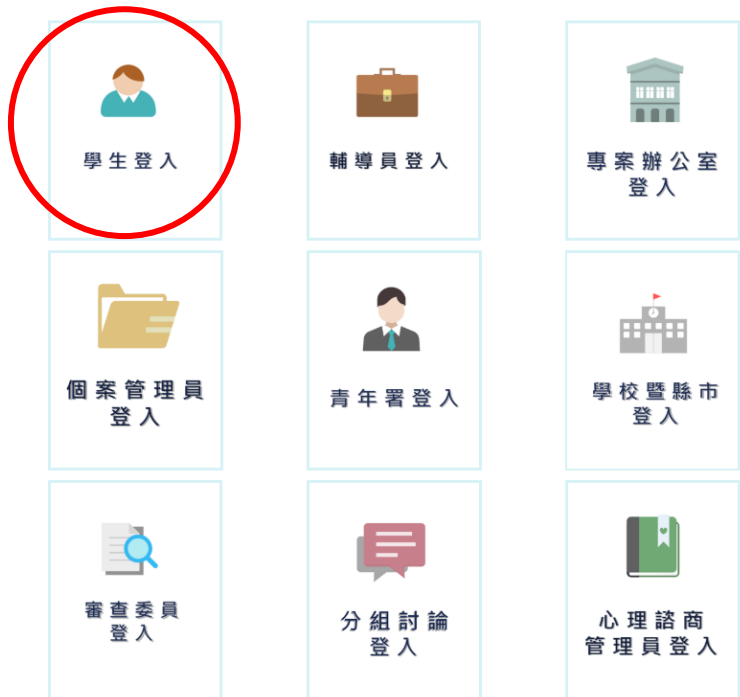 學生登入
輔導員登入
專案辦公室
登入
個案管理員
登入
青年署登入
學校暨縣市
登入
審查委員
登入
分組討論
登入
心理諮商
管理員登入